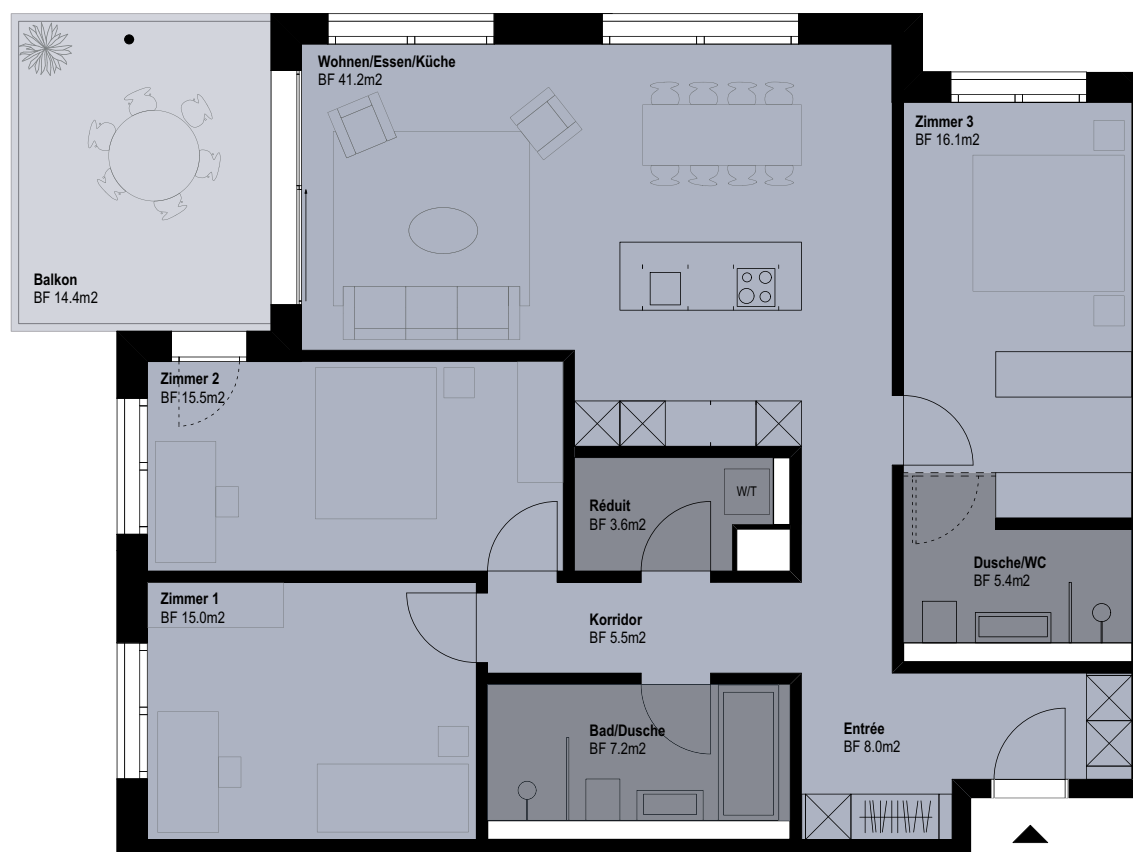 Wohnen/Essen/Küche
BF 41.2m2
Zimmer 3
BF 16.1m2
Balkon
BF 14.4m2
Zimmer 2
BF 15.5m2
Réduit
BF 3.6m2
W/T
Dusche/WC
BF 5.4m2
Zimmer 1
BF 15.0m2
Korridor
BF 5.5m2
Bad/Dusche
BF 7.2m2
Entrée
BF 8.0m2